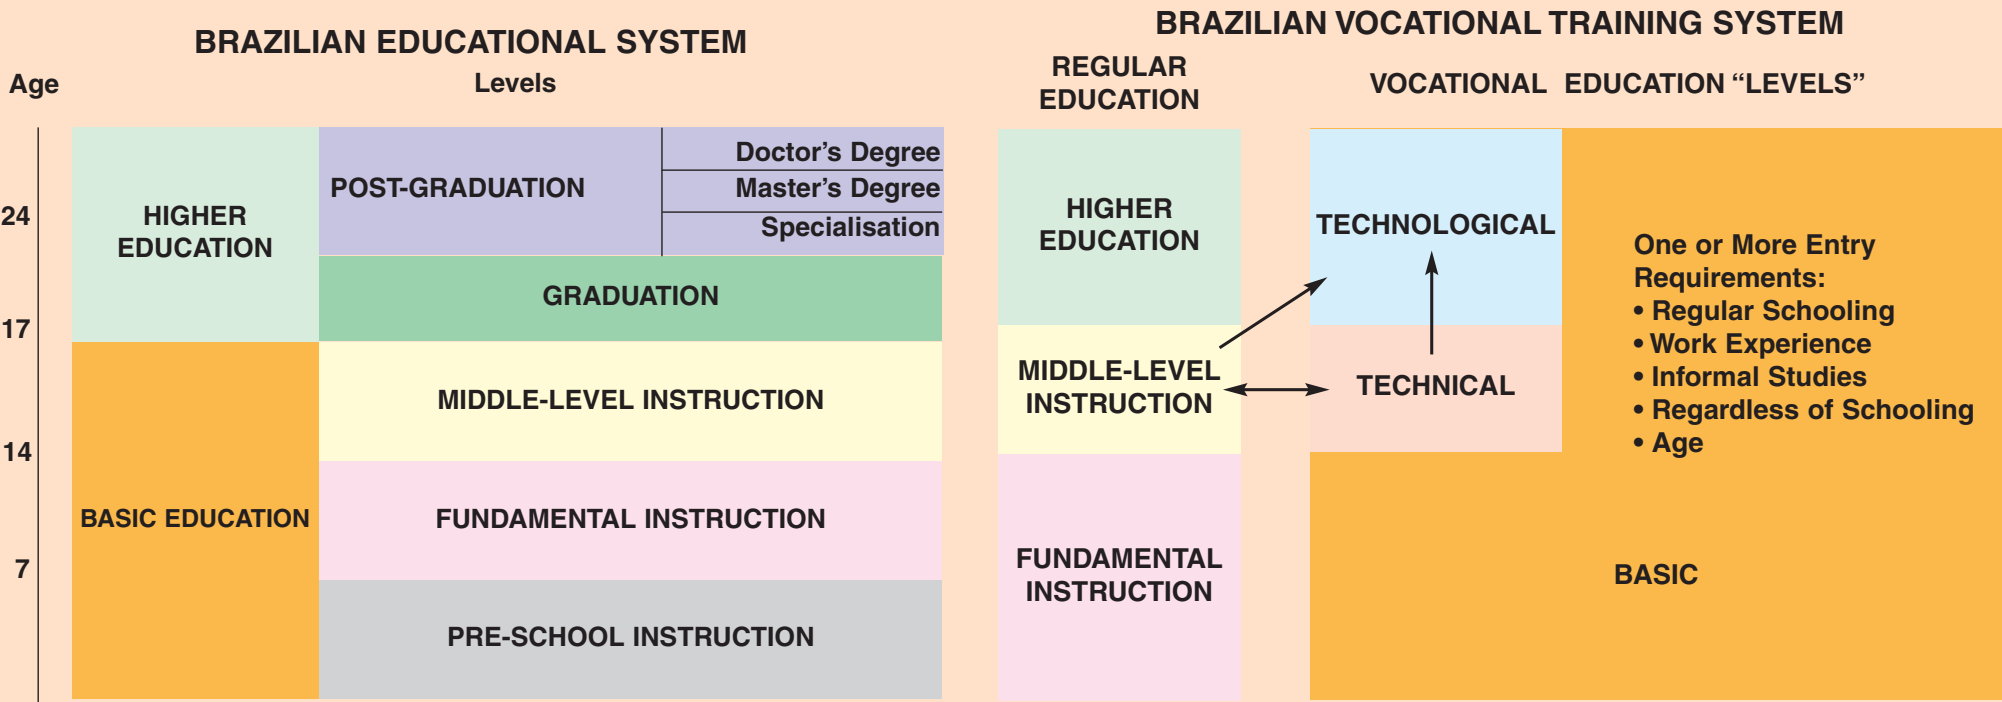 BRAZILIAN EDUCATIONAL SYSTEM
Age
Levels
24
17
14
7
HIGHER
EDUCATION
BASIC EDUCATION
POST-GRADUATION
Doctor’s Degree
Master’s Degree
Specialisation
GRADUATION
MIDDLE-LEVEL INSTRUCTION
FUNDAMENTAL INSTRUCTION
PRE-SCHOOL INSTRUCTION
BRAZILIAN VOCATIONAL TRAINING SYSTEM
REGULAR
EDUCATION
VOCATIONAL EDUCATION “LEVELS”
HIGHER
EDUCATION
MIDDLE-LEVEL
INSTRUCTION
FUNDAMENTAL
INSTRUCTION
TECHNOLOGICAL
TECHNICAL
One or More Entry
Requirements:
• Regular Schooling
• Work Experience
• Informal Studies
• Regardless of Schooling
• Age
BASIC